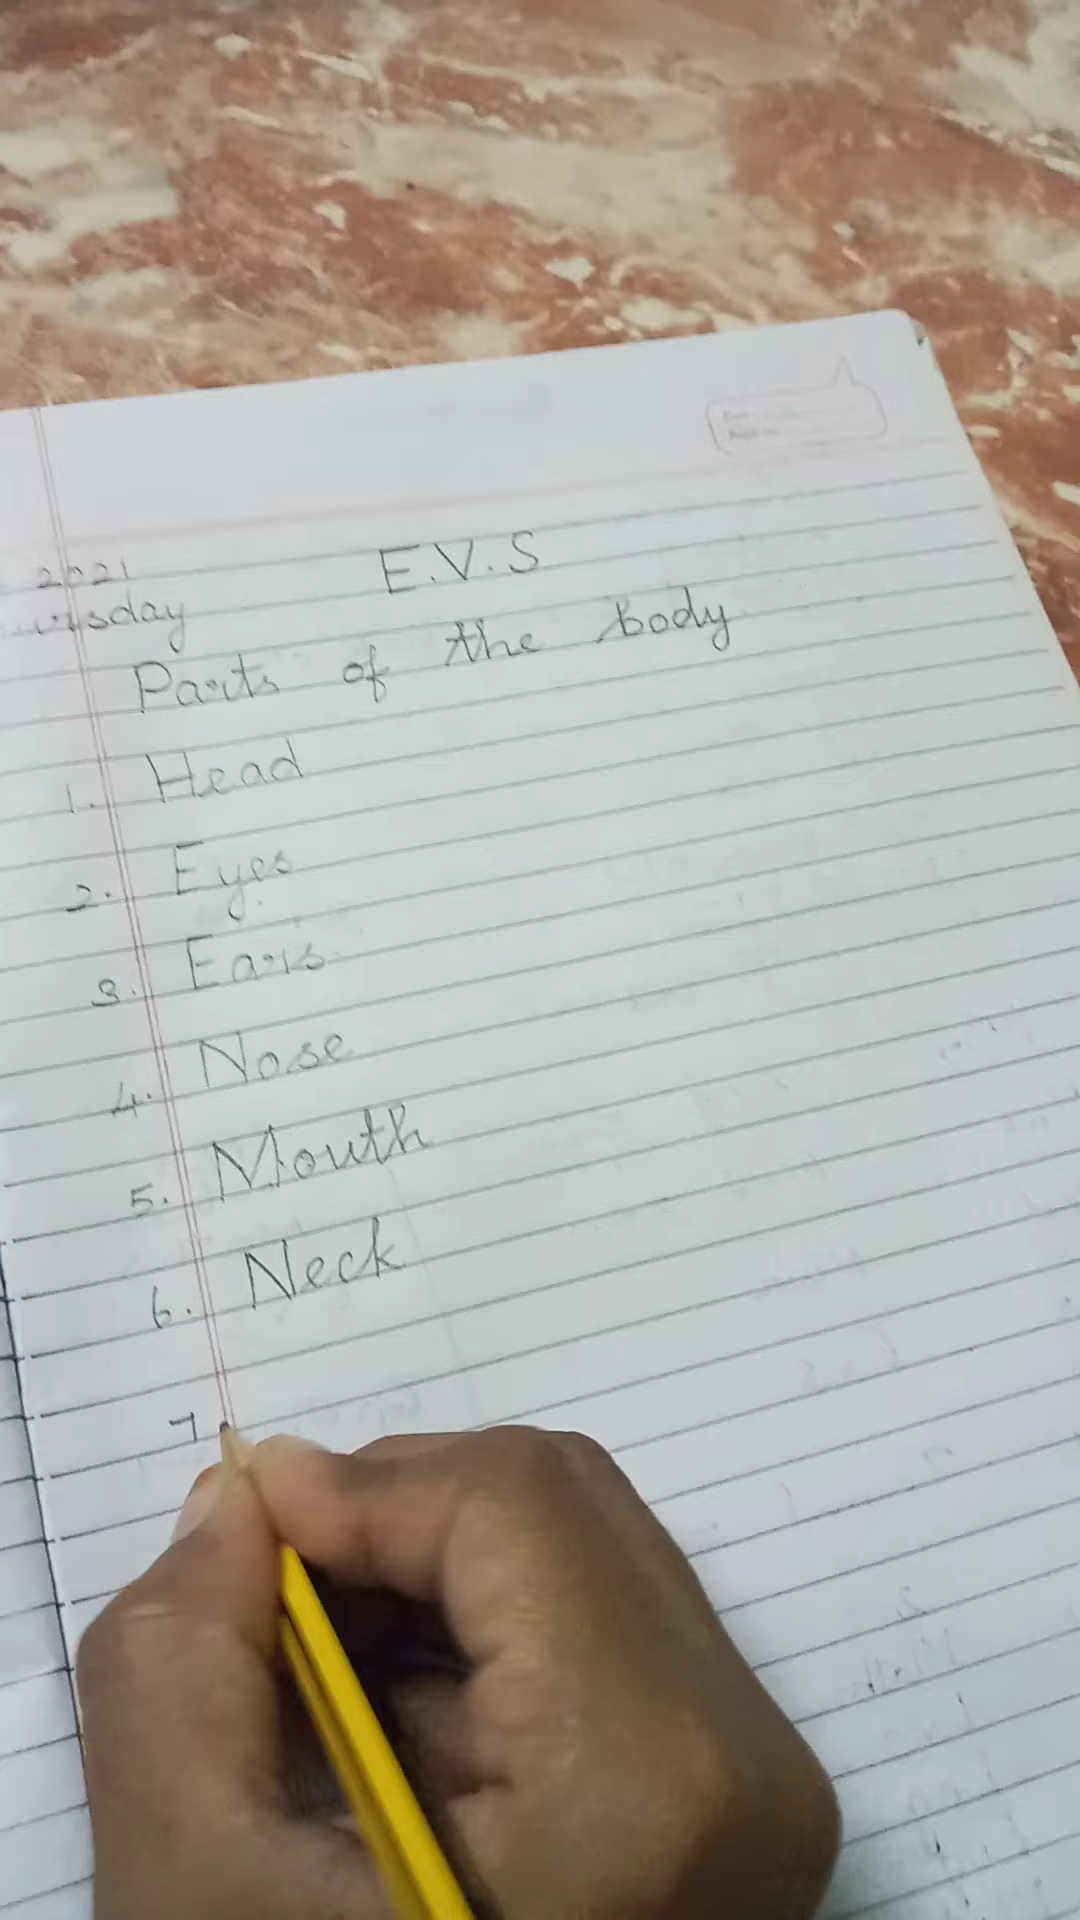 2021
E.V.S
Parts of the body
1. Head
2. Eyes
3. Ears
4. Nose
5. Mouth
6. Neck
7